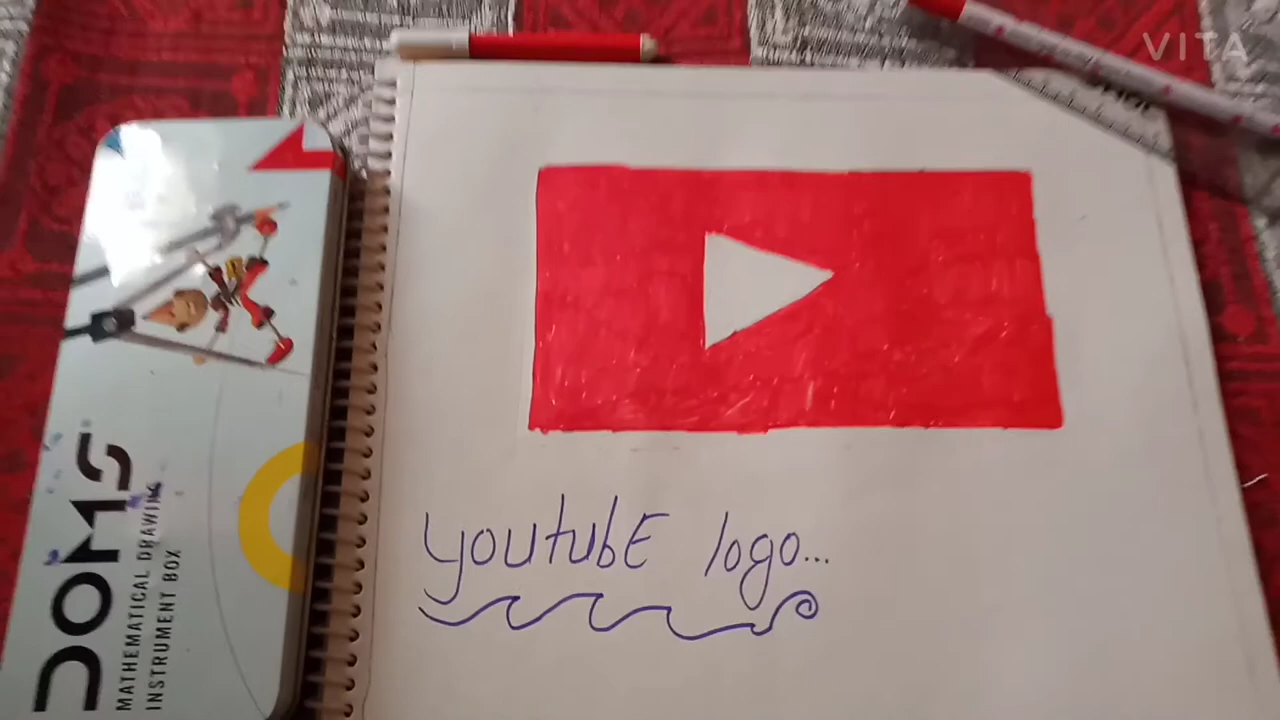 VITA
DOMS
MATHEMATICAL DRAWING
INSTRUMENT BOX
youtubE logo...